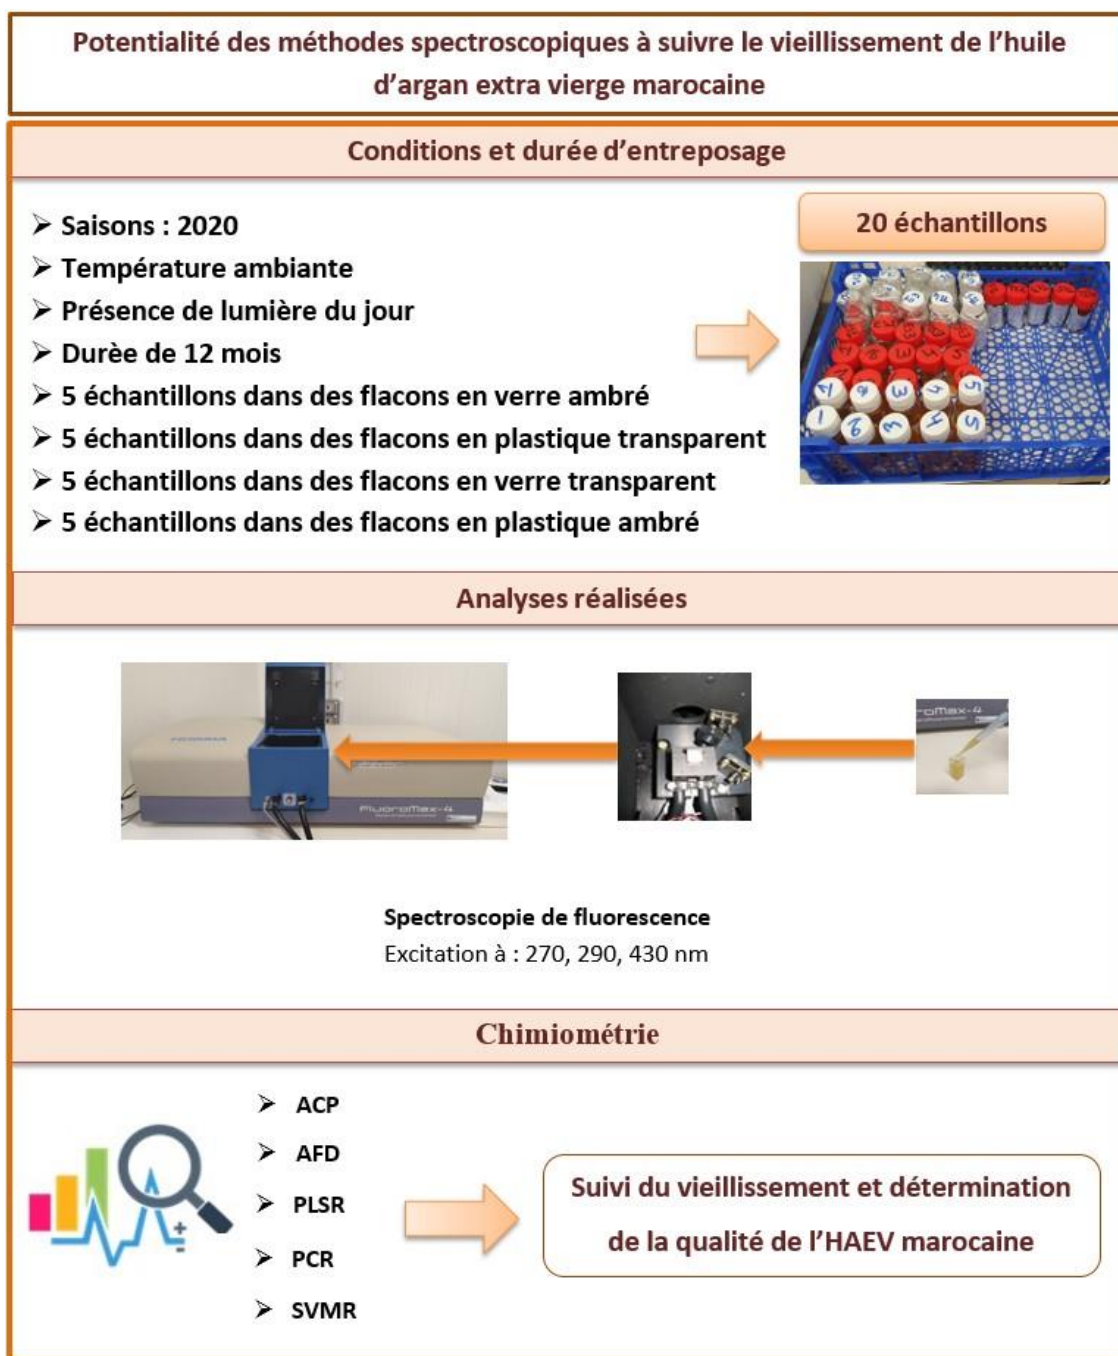 Potentialité des méthodes spectroscopiques à suivre le vieillissement de l’huile
d’argan extra vierge marocaine
Conditions et durée d’entreposage
➢ Saisons : 2020
➢ Température ambiante
➢ Présence de lumière du jour
➢ Durèe de 12 mois
➢ 5 échantillons dans des flacons en verre ambré
➢ 5 échantillons dans des flacons en plastique transparent
➢ 5 échantillons dans des flacons en verre transparent
➢ 5 échantillons dans des flacons en plastique ambré
20 échantillons
Analyses réalisées
FluoroMax-4
roMax-4
Spectroscopie de fluorescence
Excitation à : 270, 290, 430 nm
Chimiométrie
➢ ACP
➢ AFD
➢ PLSR
➢ PCR
➢ SVMR
Suivi du vieillissement et détermination
de la qualité de l’HAEV marocaine